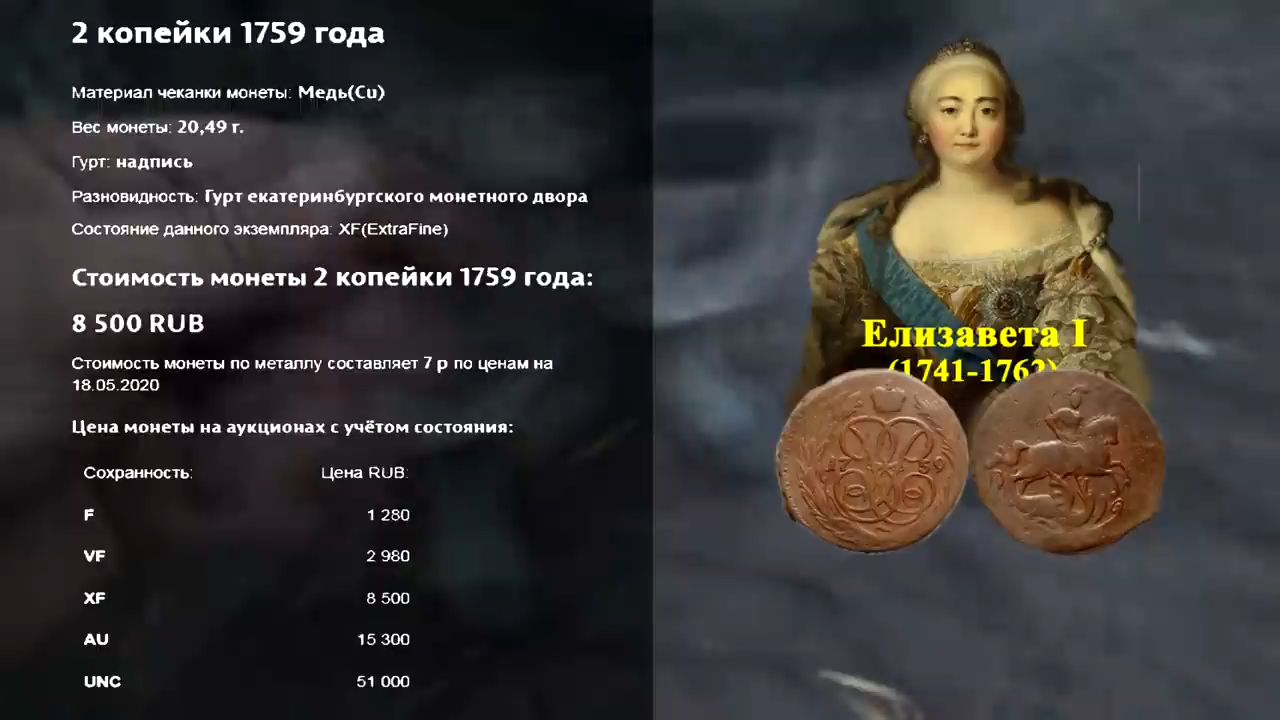 2 копейки 1759 года
Материал чеканки монеты: Медь(Cu)
Вес монеты: 20,49 г.
Гурт: надпись
Разновидность: Гурт екатеринбургского монетного двора
Состояние данного экземпляра: XF(ExtraFine)
Стоимость монеты 2 копейки 1759 года:
8 500 RUB
Стоимость монеты по металлу составляет 7 р по ценам на
18.05.2020
Цена монеты на аукционах с учётом состояния:
Сохранность: Цена RUB:
F 1 280
VF 2 980
XF 8 500
AU 15 300
UNC 51 000
Елизавета I
(1741-1762)
1759